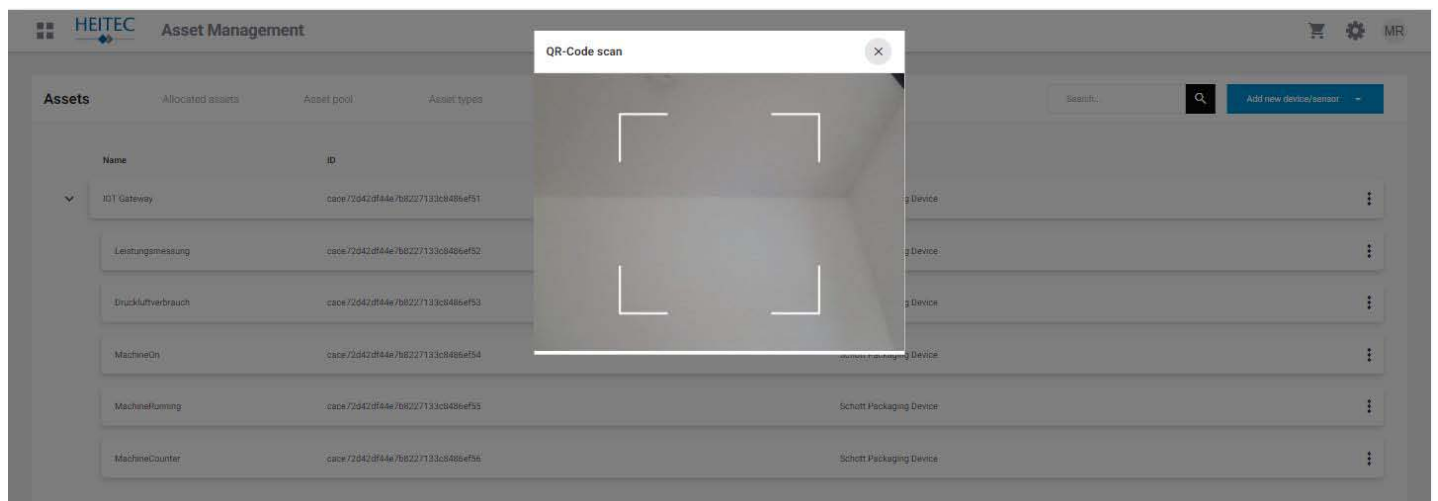 HEITEC
Asset Management
MR
QR-Code scan
Assets
Allocated assets
Asset pool
Asset types
Search..
Add new device/sensor
Name
ID
IOT Gateway
cace72d42df44e7b8227133c8486ef51
g Device
Leistungsmessung
cace72d42df44e7b8227133c8486ef52
g Device
Druckluftverbrauch
cace72d42df44e7b8227133c8486ef53
g Device
MachineOn
cace72d42df44e7b8227133c8486ef54
Schott Packaging Device
MachineRunning
cace72d42df44e7b8227133c8486ef55
Schott Packaging Device
MachineCounter
cace72d42df44e7b8227133c8486ef56
Schott Packaging Device